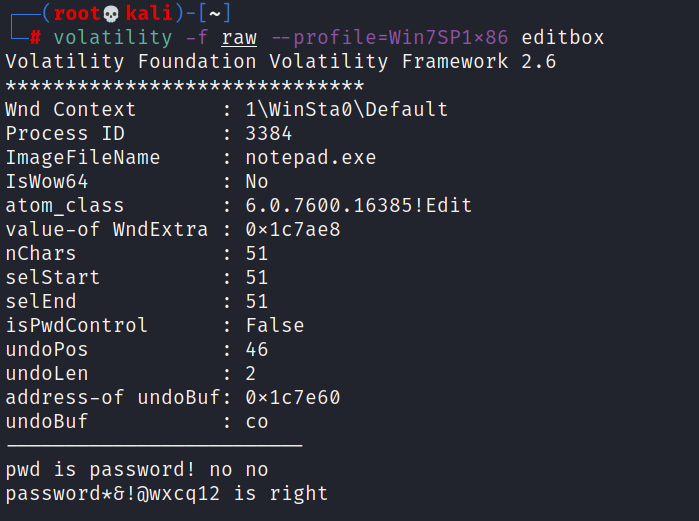 ┌──(root💀kali)-[~]
└─# volatility -f raw --profile=Win7SP1×86 editbox
Volatility Foundation Volatility Framework 2.6
******************************
Wnd Context       : 1\WinSta0\Default
Process ID        : 3384
ImageFileName     : notepad.exe
IsWow64           : No
atom_class        : 6.0.7600.16385!Edit
value-of WndExtra : 0×1c7ae8
nChars            : 51
selStart          : 51
selEnd            : 51
isPwdControl      : False
undoPos           : 46
undoLen           : 2
address-of undoBuf: 0×1c7e60
undoBuf           : co
-------------------------
pwd is password! no no
password*&!@wxcq12 is right